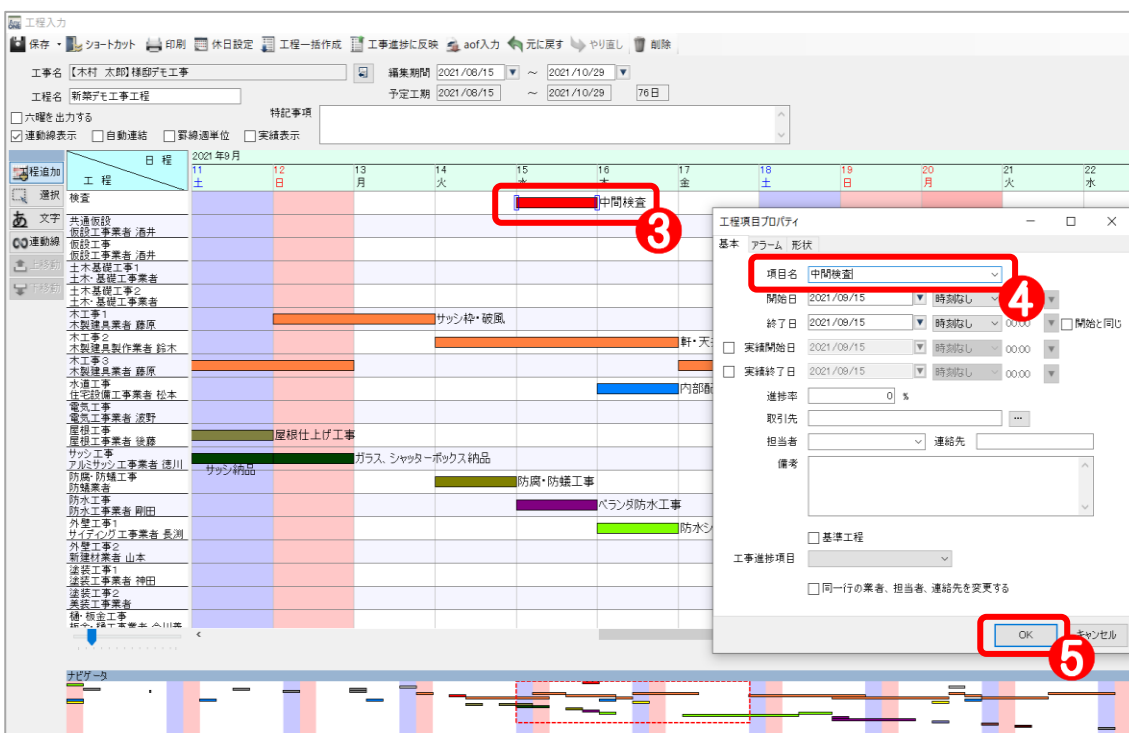 工程入力
保存 ショートカット 印刷 休日設定 工程一括作成 工事進捗に反映 aof入力 元に戻す やり直し 削除
工事名 【木村 太郎】様邸デモ工事 編集期間 2021/08/15 ～ 2021/10/29
工程名 新築デモ工事工程 予定工期 2021/08/15 ～ 2021/10/29 76日
六曜を出力する 特記事項
連動線表示 自動連結 罫線週単位 実績表示
工程追加
選択
あ 文字
連動線
上移動
下移動
日 程
工 程
2021年9月
11 12 13 14 15 16 17 18 19 20 21 22
土 日 月 火 水 木 金 土 日 月 火 水
検査
中間検査
3
共通仮設
仮設工事業者 酒井
仮設工事
仮設工事業者 酒井
土木基礎工事1
土木・基礎工事業者
土木基礎工事2
土木・基礎工事業者
木工事1
木製建具業者 藤原
サッシ枠・破風
木工事2
木製建具製作業者 鈴木
軒・天
木工事3
木製建具業者 藤原
水道工事
住宅設備工事業者 松本
内部配
電気工事
電気工事業者 波野
屋根工事
屋根工事業者 後藤
屋根仕上げ工事
サッシ工事
アルミサッシ工事業者 徳川
ガラス、シャッターボックス納品
サッシ納品
防腐・防蟻工事
防蟻業者
防腐・防蟻工事
防水工事
防水工事業者 剛田
ベランダ防水工事
外壁工事1
サイディング工事業者 長渕
防水シ
外壁工事2
新建材業者 山本
塗装工事1
塗装工事業者 神田
塗装工事2
美装工事業者
樋・板金工事
工程項目プロパティ
基本 アラーム 形状
項目名 中間検査
4
開始日 2021/09/15 時刻なし
終了日 2021/09/15 時刻なし 00:00 開始と同じ
実績開始日 2021/09/15 時刻なし 00:00
実績終了日 2021/09/15 時刻なし 00:00
進捗率 0 %
取引先 ...
担当者 連絡先
備考
基準工程
工事進捗項目
同一行の業者、担当者、連絡先を変更する
OK キャンセル
5
ナビゲータ